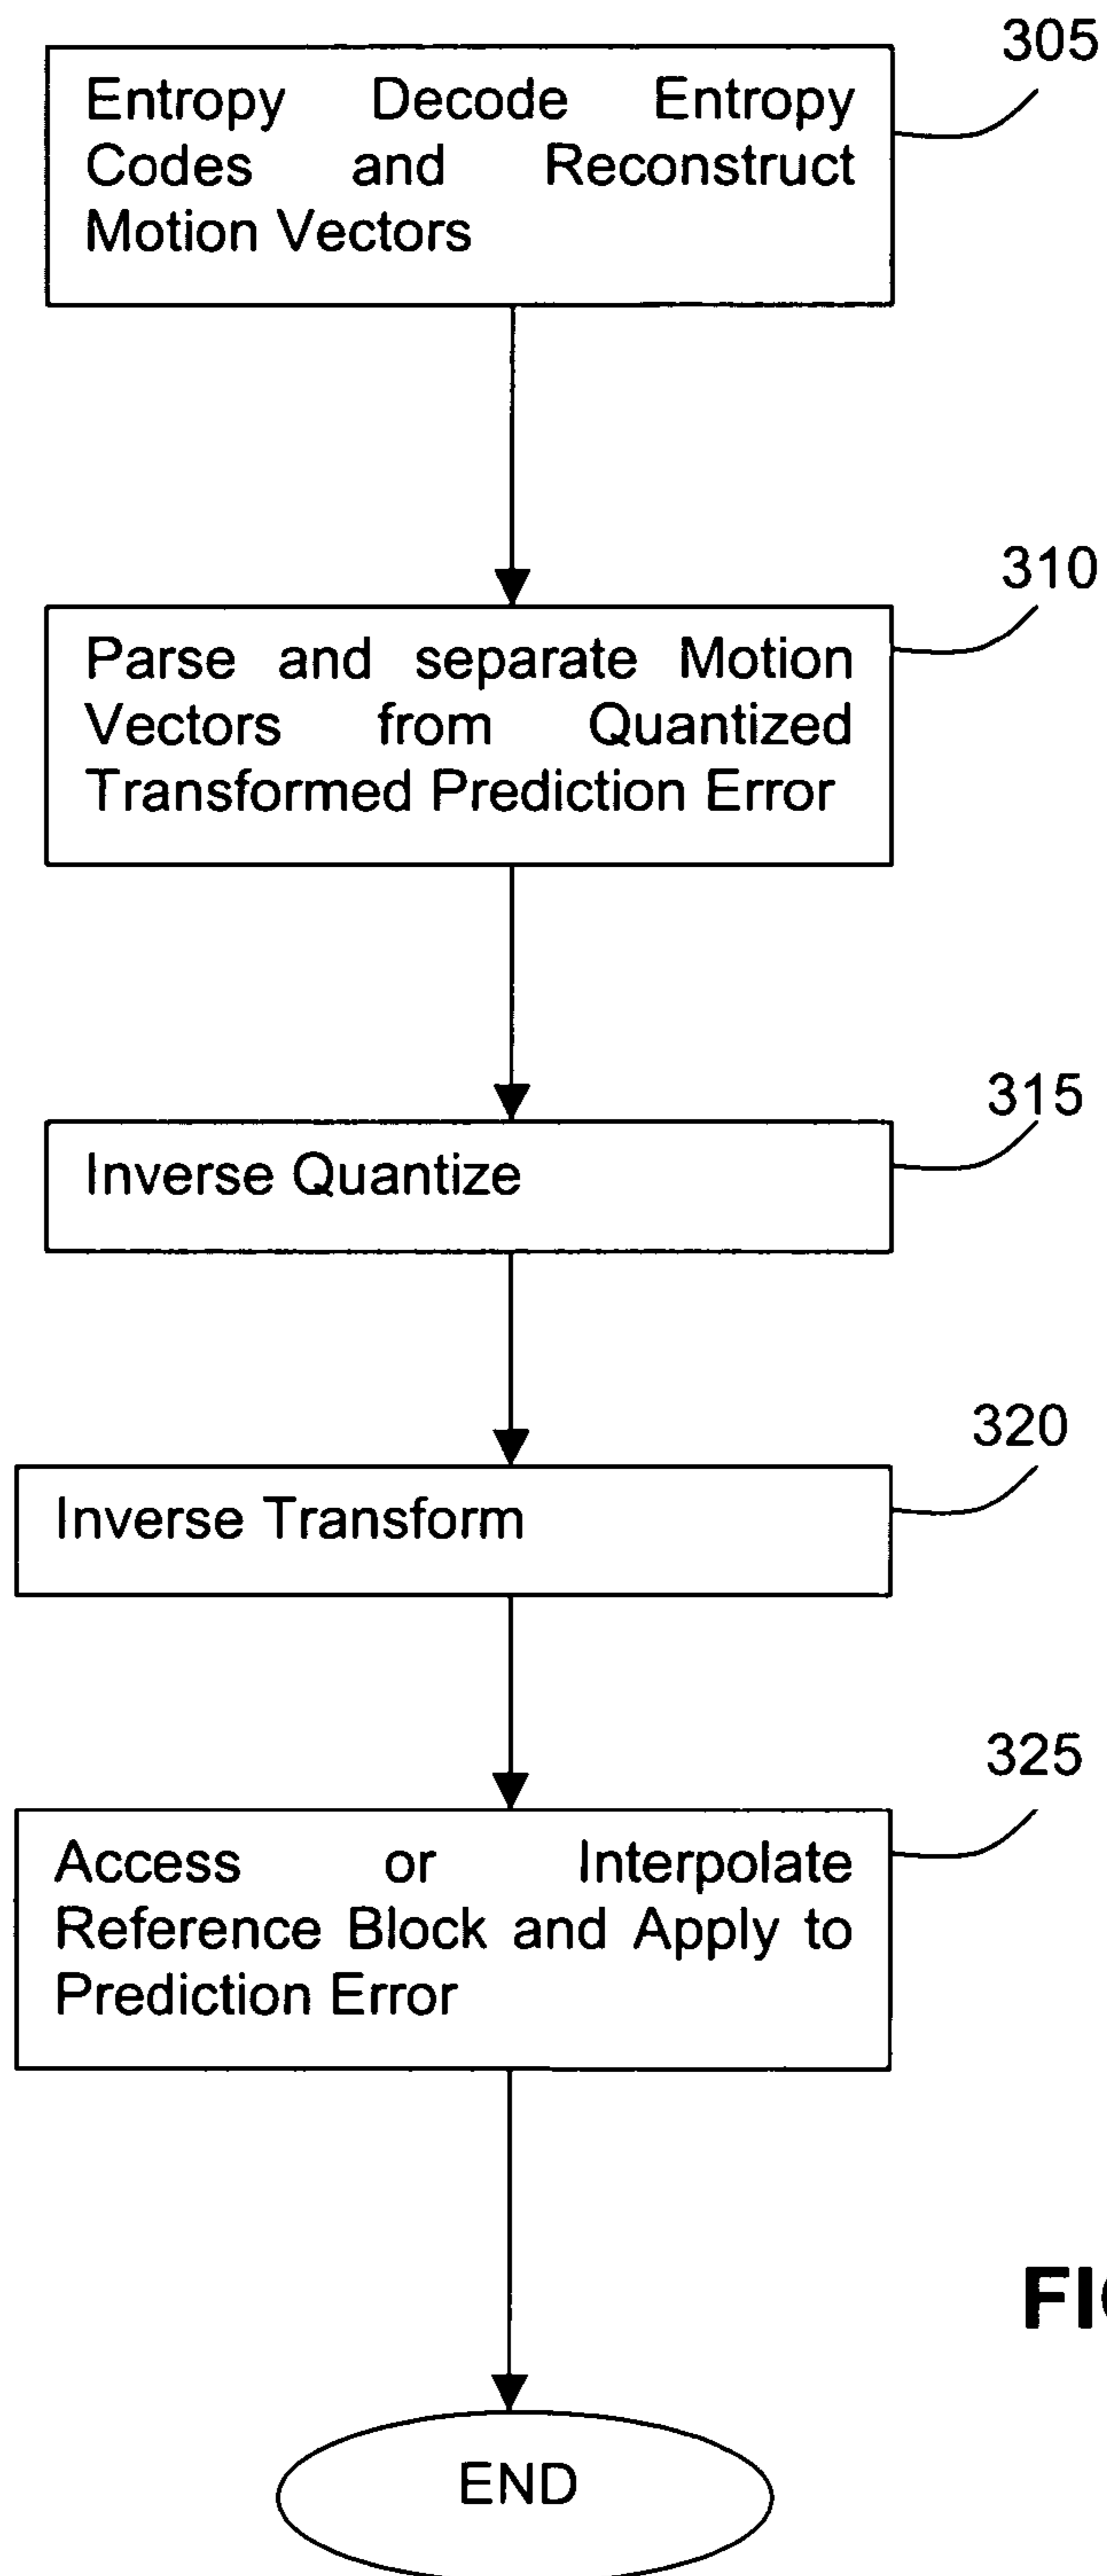 305
Entropy Decode Entropy
Codes and Reconstruct
Motion Vectors
310
Parse and separate Motion
Vectors from Quantized
Transformed Prediction Error
315
Inverse Quantize
320
Inverse Transform
325
Access or Interpolate
Reference Block and Apply to
Prediction Error
END